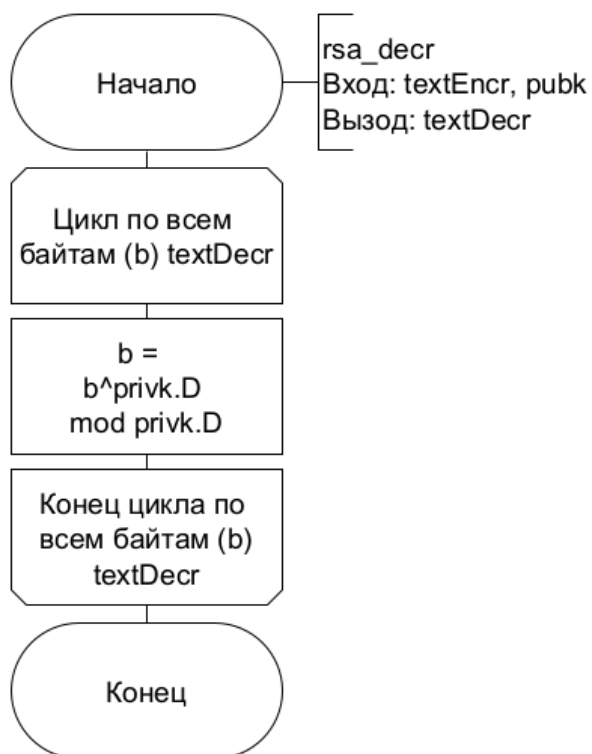 Начало
rsa_decr
Вход: textEncr, pubk
Вызод: textDecr
Цикл по всем
байтам (b) textDecr
b =
b^privk.D
mod privk.D
Конец цикла по
всем байтам (b)
textDecr
Конец